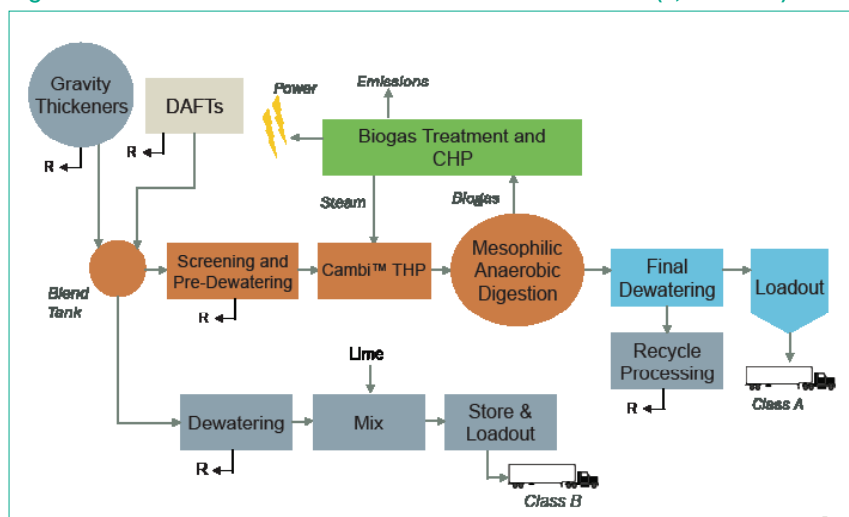 Gravity
Thickeners
DAFTs
R
R
Power
Emissions
Biogas Treatment and
CHP
Steam
Biogas
Blend
Tank
Screening and
Pre-Dewatering
R
Cambi™ THP
Mesophilic
Anaerobic
Digestion
Final
Dewatering
Loadout
Recycle
Processing
R
Class A
Lime
Dewatering
R
Mix
Store &
Loadout
Class B